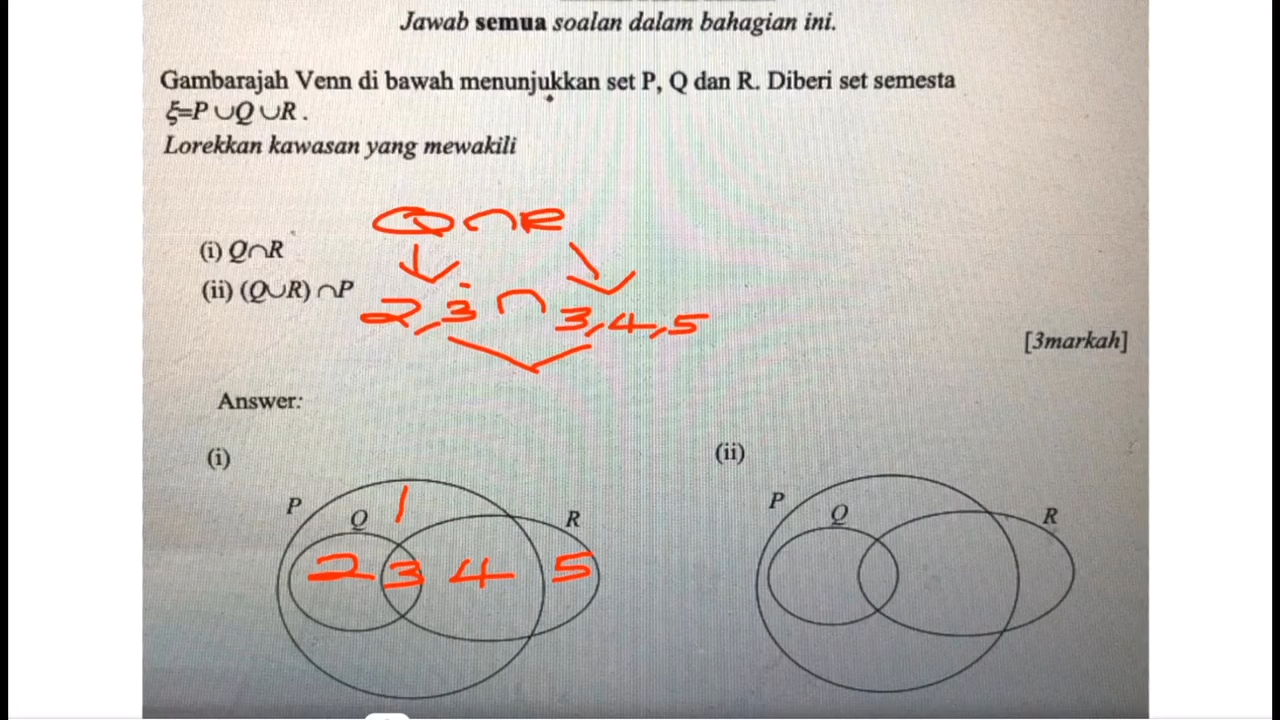 Jawab semua soalan dalam bahagian ini.
Gambarajah Venn di bawah menunjukkan set P, Q dan R. Diberi set semesta
ξ=P∪Q∪R.
Lorekkan kawasan yang mewakili
Q∩R
(i) Q∩R
(ii) (Q∪R)∩P
2,3 ∩ 3,4,5
[3markah]
Answer:
(i)
(ii)
P Q 1 R
2 3 4 5
P Q R